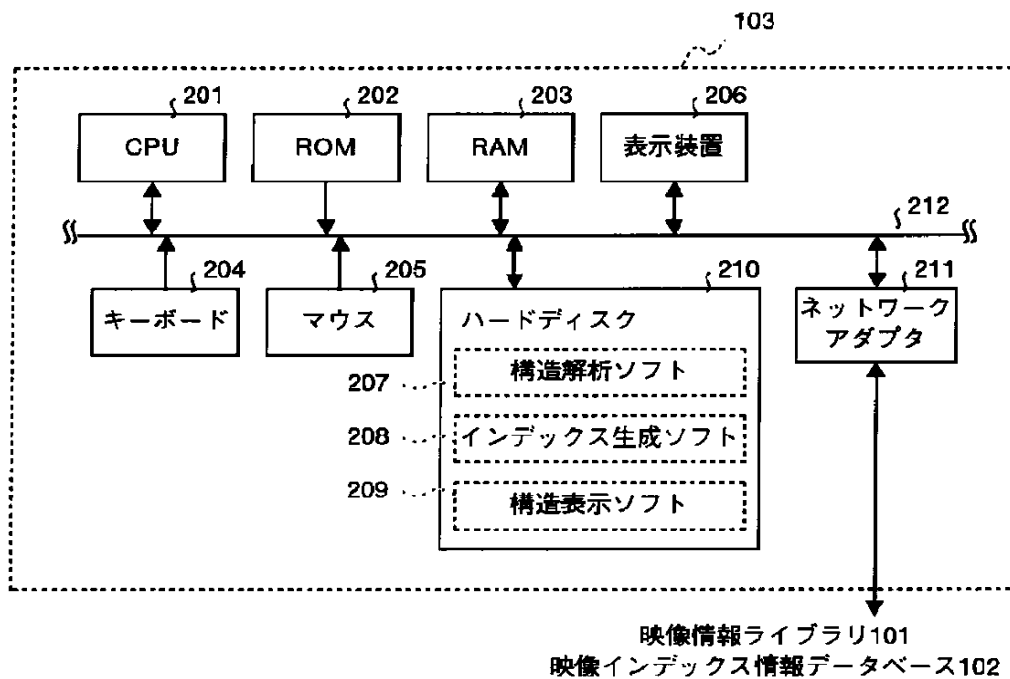 103
201
202
203
206
CPU
ROM
RAM
表示装置
212
204
205
210
211
キーボード
マウス
ハードディスク
ネットワーク
アダプタ
207
構造解析ソフト
208
インデックス生成ソフト
209
構造表示ソフト
映像情報ライブラリ101
映像インデックス情報データベース102